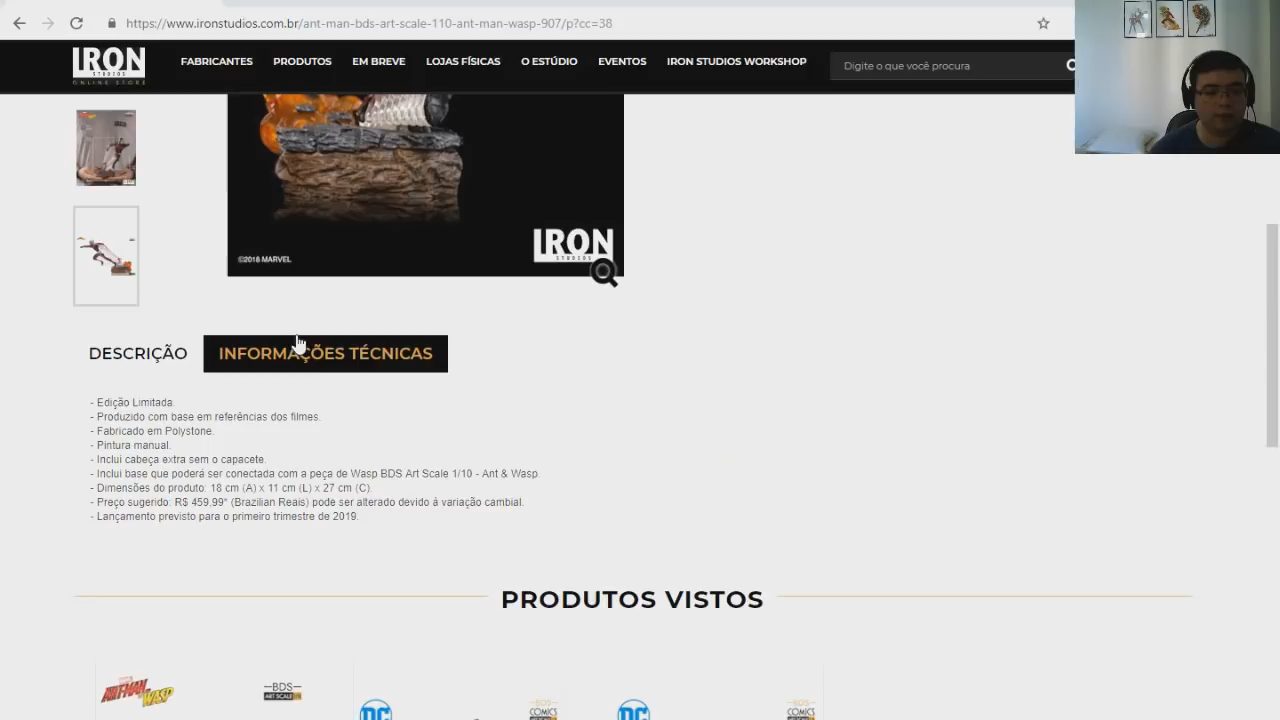 https://www.ironstudios.com.br/ant-man-bds-art-scale-110-ant-man-wasp-907/p?cc=38
IRON
STUDIOS
ONLINE STORE
FABRICANTES
PRODUTOS
EM BREVE
LOJAS FÍSICAS
O ESTÚDIO
EVENTOS
IRON STUDIOS WORKSHOP
Digite o que você procura
©2018 MARVEL
IRON
STUDIOS
DESCRIÇÃO
INFORMAÇÕES TÉCNICAS
- Edição Limitada.
- Produzido com base em referências dos filmes.
- Fabricado em Polystone.
- Pintura manual.
- Inclui cabeça extra sem o capacete.
- Inclui base que poderá ser conectada com a peça de Wasp BDS Art Scale 1/10 - Ant & Wasp.
- Dimensões do produto: 18 cm (A) x 11 cm (L) x 27 cm (C).
- Preço sugerido: R$ 459,99* (Brazilian Reais) pode ser alterado devido à variação cambial.
- Lançamento previsto para o primeiro trimestre de 2019.
PRODUTOS VISTOS
ANT-MAN
WASP
BDS
ART SCALE
DC
BDS
COMICS
DC
BDS
COMICS